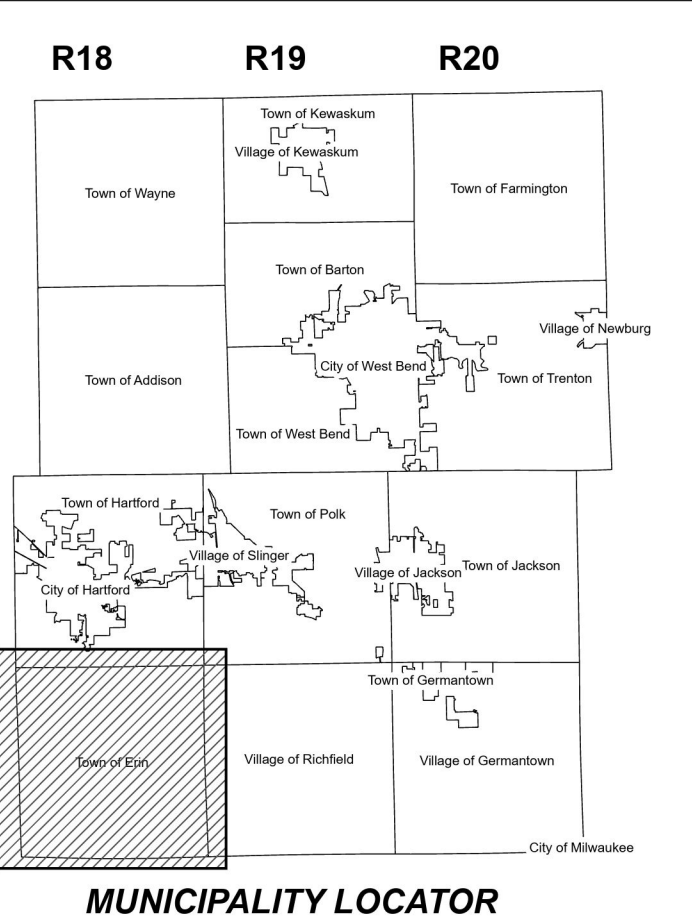 R18 R19 R20
Town of Kewaskum
Village of Kewaskum
Town of Wayne
Town of Farmington
Town of Barton
Village of Newburg
City of West Bend
Town of Addison
Town of Trenton
Town of West Bend
Town of Hartford
Town of Polk
Village of Slinger
Town of Jackson
Village of Jackson
City of Hartford
Town of Germantown
Town of Erin
Village of Richfield
Village of Germantown
City of Milwaukee
MUNICIPALITY LOCATOR